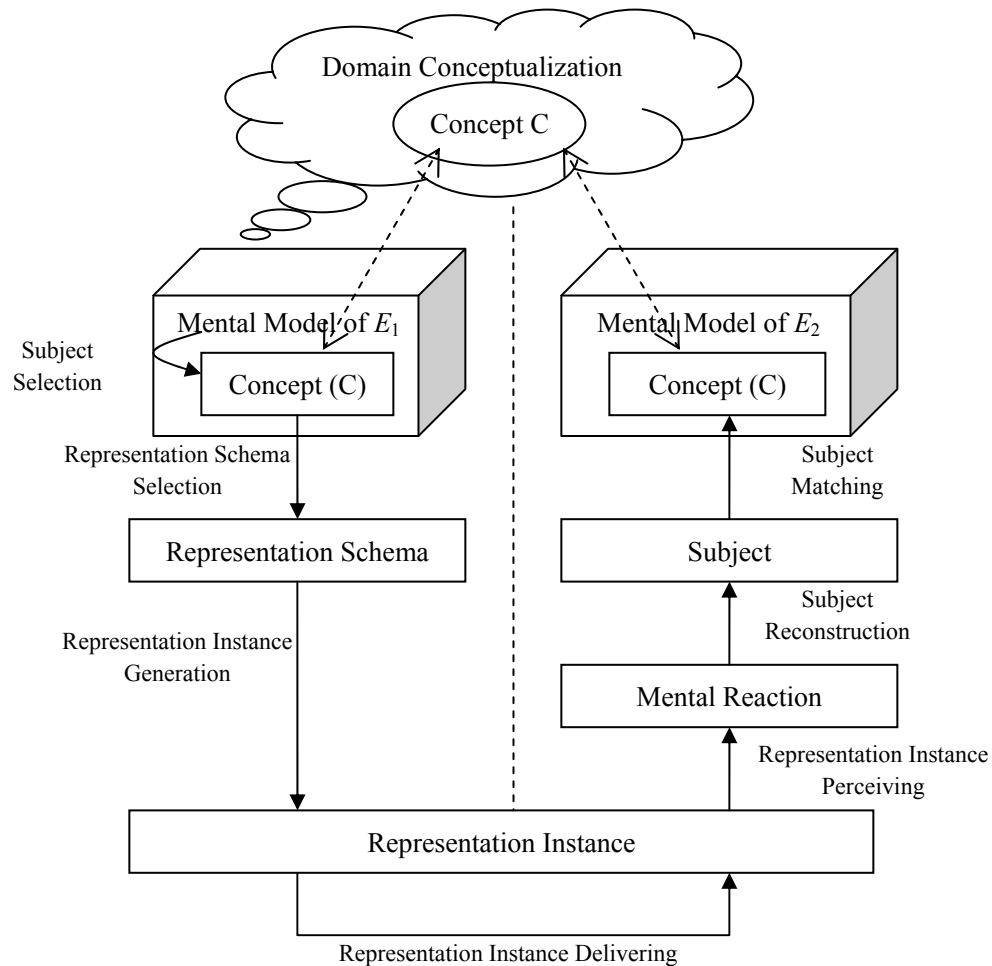 Domain Conceptualization
Concept C
Mental Model of E1
Mental Model of E2
Subject
Selection
Concept (C)
Concept (C)
Representation Schema
Selection
Subject
Matching
Representation Schema
Subject
Representation Instance
Generation
Subject
Reconstruction
Mental Reaction
Representation Instance
Perceiving
Representation Instance
Representation Instance Delivering